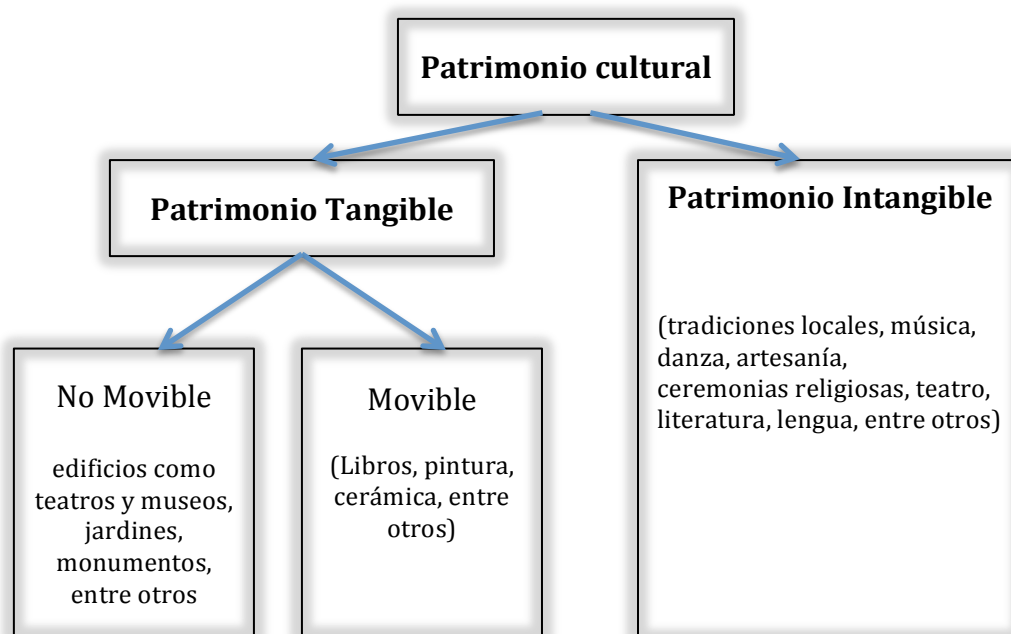 Patrimonio cultural
Patrimonio Tangible
Patrimonio Intangible
(tradiciones locales, música,
danza, artesanía,
ceremonias religiosas, teatro,
literatura, lengua, entre otros)
No Movible
edificios como
teatros y museos,
jardines,
monumentos,
entre otros
Movible
(Libros, pintura,
cerámica, entre
otros)